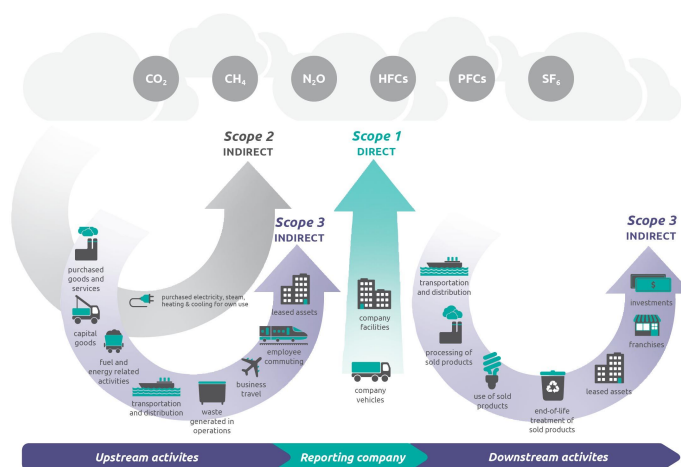 CO₂
CH₄
N₂O
HFCs
PFCs
SF₆
Scope 2
INDIRECT
Scope 1
DIRECT
Scope 3
INDIRECT
Scope 3
INDIRECT
purchased
goods and
services
capital
goods
fuel and
energy related
activities
transportation
and distribution
waste
generated in
operations
business
travel
employee
commuting
leased assets
purchased electricity, steam,
heating & cooling for own use
company
facilities
company
vehicles
transportation
and distribution
processing of
sold products
use of sold
products
end-of-life
treatment of
sold products
leased assets
franchises
$
investments
Upstream activites
Reporting company
Downstream activites